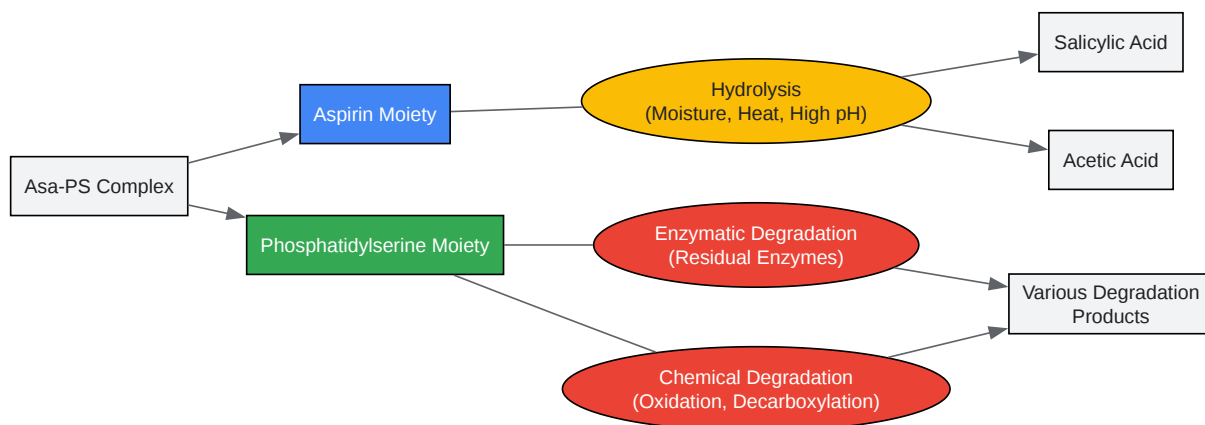 Asa-PS Complex
Aspirin Moiety
Phosphatidylserine Moiety
Hydrolysis
(Moisture, Heat, High pH)
Enzymatic Degradation
(Residual Enzymes)
Chemical Degradation
(Oxidation, Decarboxylation)
Salicylic Acid
Acetic Acid
Various Degradation
Products